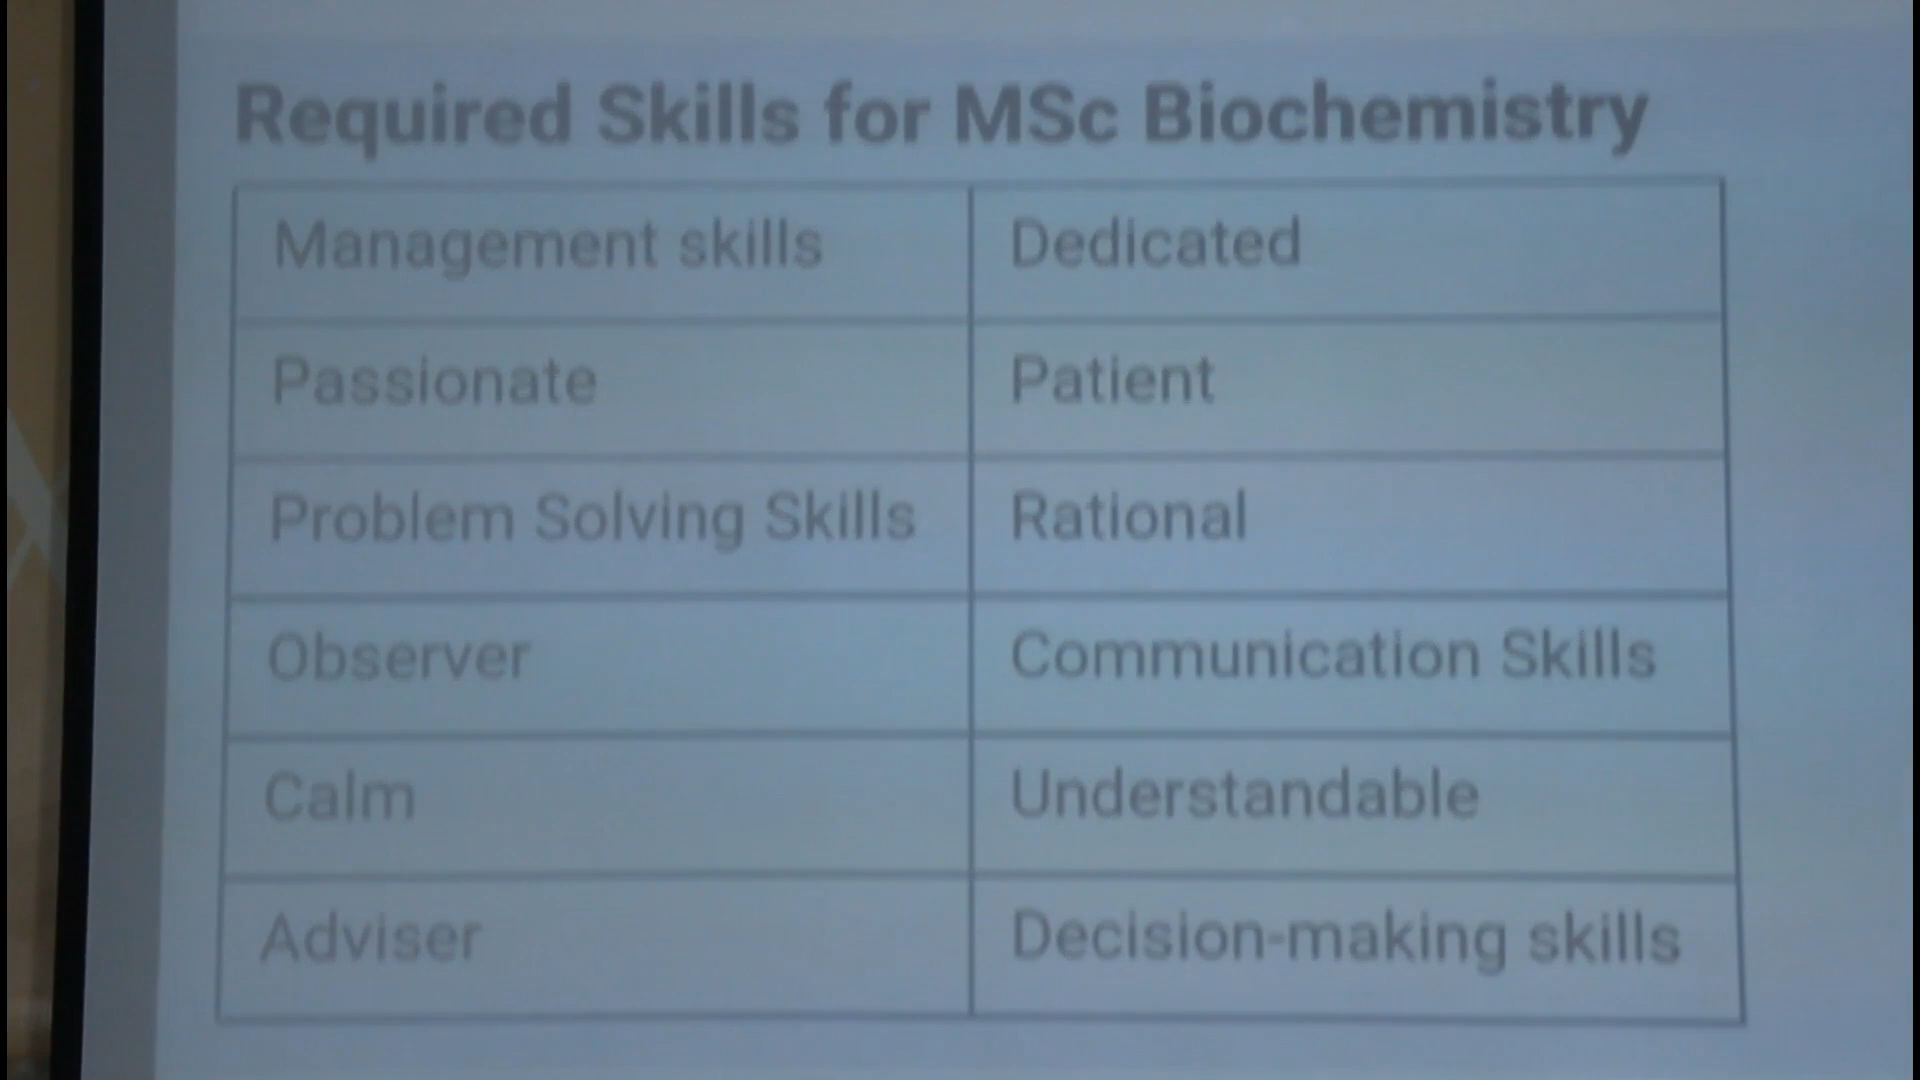 Required Skills for MSc Biochemistry
Management skills Dedicated
Passionate Patient
Problem Solving Skills Rational
Observer Communication Skills
Calm Understandable
Adviser Decision-making skills